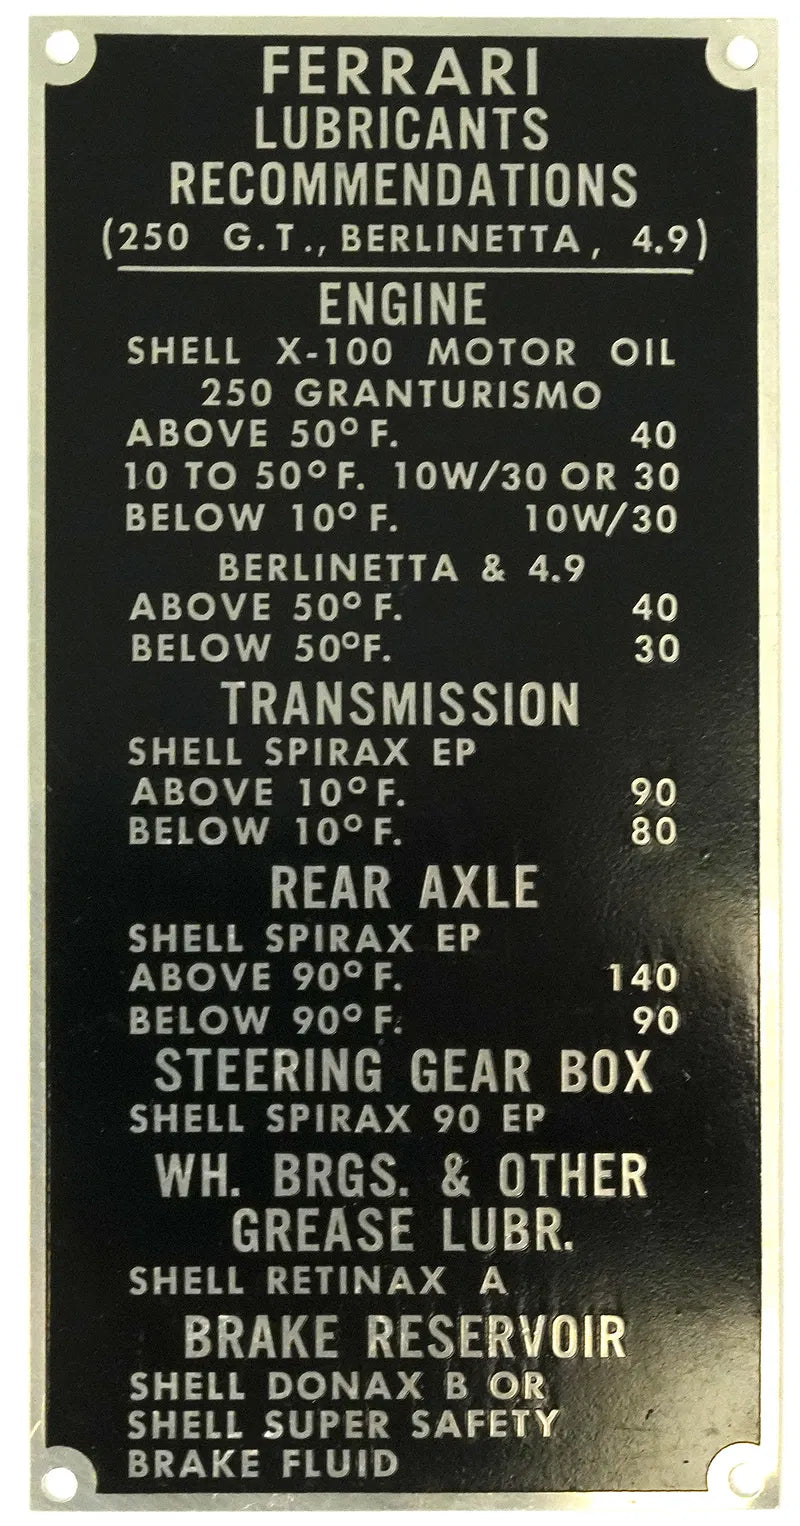 FERRARI
LUBRICANTS
RECOMMENDATIONS
(250 G.T., BERLINETTA, 4.9)
ENGINE
SHELL X-100 MOTOR OIL
250 GRANTURISMO
ABOVE 50° F. 40
10 TO 50° F. 10W/30 OR 30
BELOW 10° F. 10W/30
BERLINETTA & 4.9
ABOVE 50° F. 40
BELOW 50°F. 30
TRANSMISSION
SHELL SPIRAX EP
ABOVE 10° F. 90
BELOW 10° F. 80
REAR AXLE
SHELL SPIRAX EP
ABOVE 90° F. 140
BELOW 90° F. 90
STEERING GEAR BOX
SHELL SPIRAX 90 EP
WH. BRGS. & OTHER
GREASE LUBR.
SHELL RETINAX A
BRAKE RESERVOIR
SHELL DONAX B OR
SHELL SUPER SAFETY
BRAKE FLUID